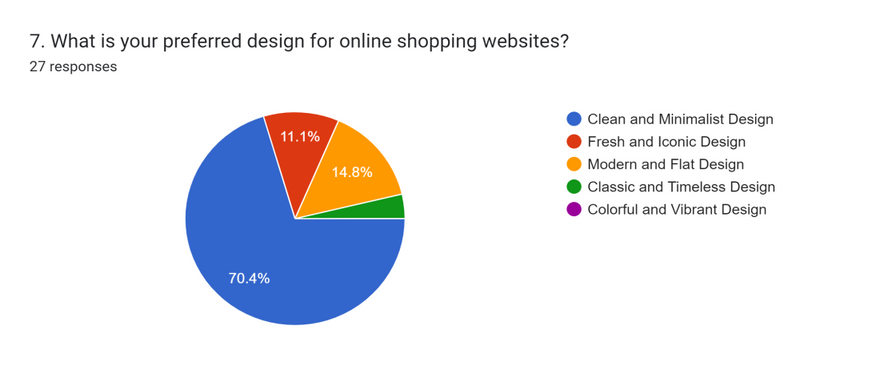 7. What is your preferred design for online shopping websites?
27 responses
11.1%
14.8%
70.4%
Clean and Minimalist Design
Fresh and Iconic Design
Modern and Flat Design
Classic and Timeless Design
Colorful and Vibrant Design